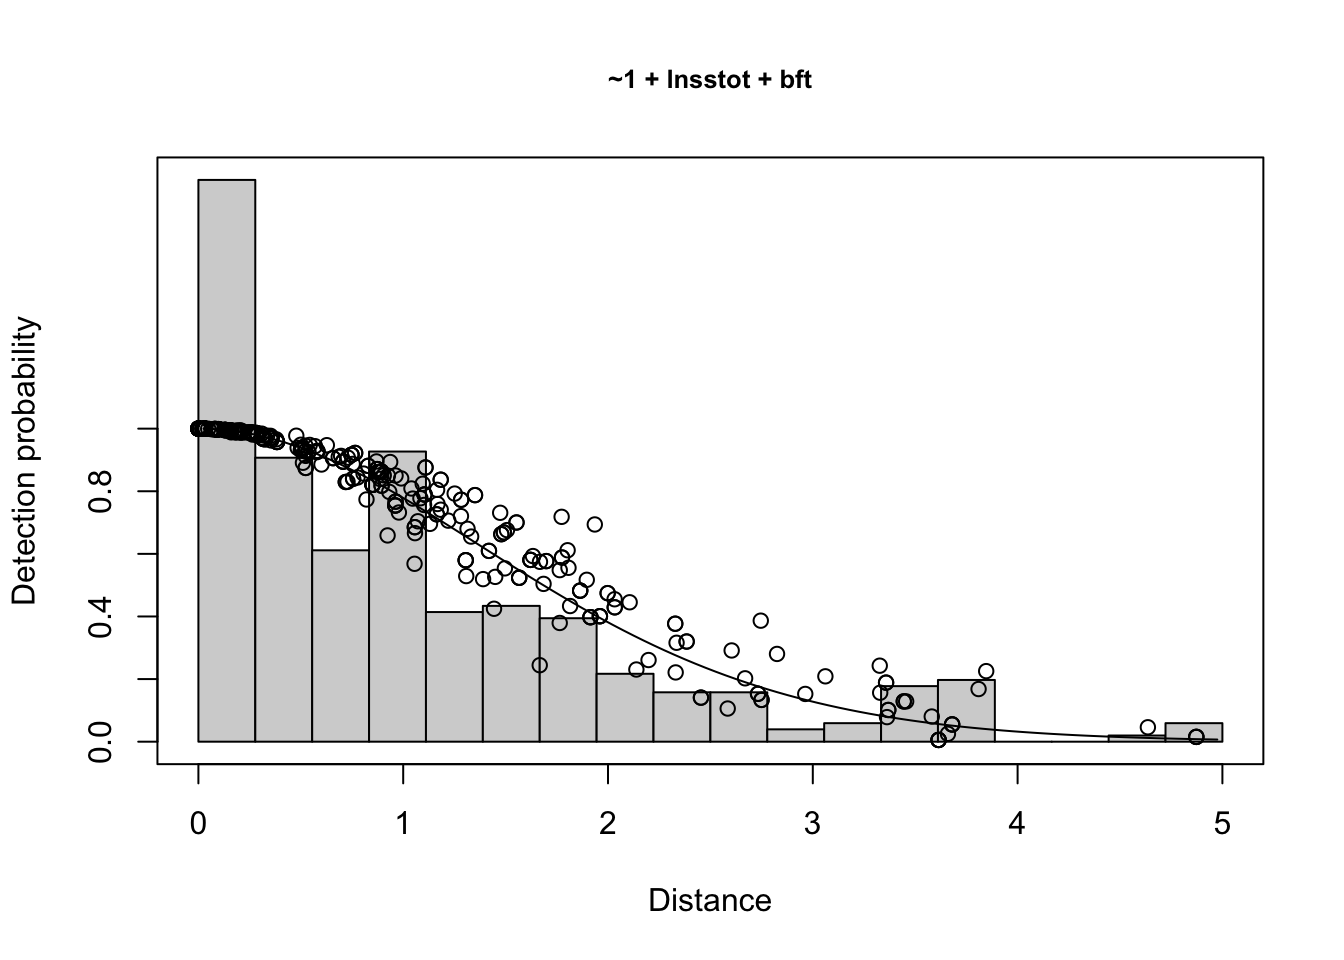 ~1 + lnsstot + bft
Detection probability
0.8
0.4
0.0
0 1 2 3 4 5
Distance